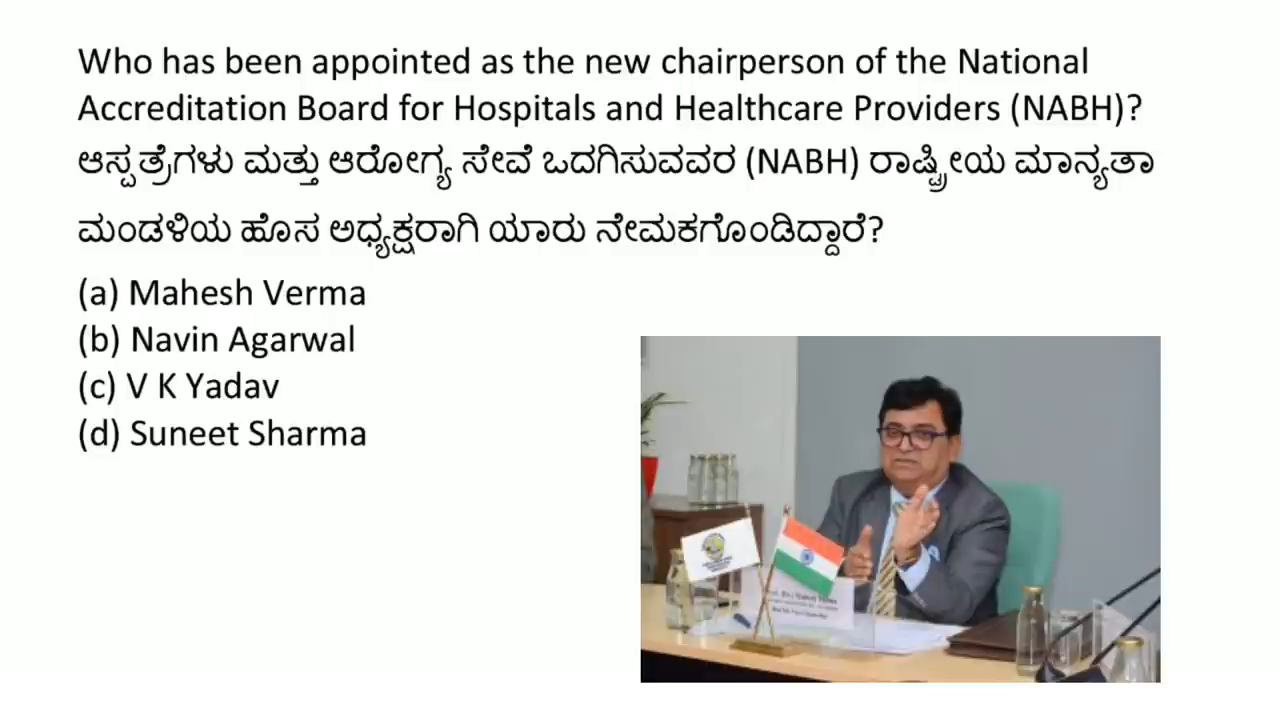 Who has been appointed as the new chairperson of the National
Accreditation Board for Hospitals and Healthcare Providers (NABH)?
ಆಸ್ಪತ್ರೆಗಳು ಮತ್ತು ಆರೋಗ್ಯ ಸೇವೆ ಒದಗಿಸುವವರ (NABH) ರಾಷ್ಟ್ರೀಯ ಮಾನ್ಯತಾ
ಮಂಡಳಿಯ ಹೊಸ ಅಧ್ಯಕ್ಷರಾಗಿ ಯಾರು ನೇಮಕಗೊಂಡಿದ್ದಾರೆ?
(a) Mahesh Verma
(b) Navin Agarwal
(c) V K Yadav
(d) Suneet Sharma